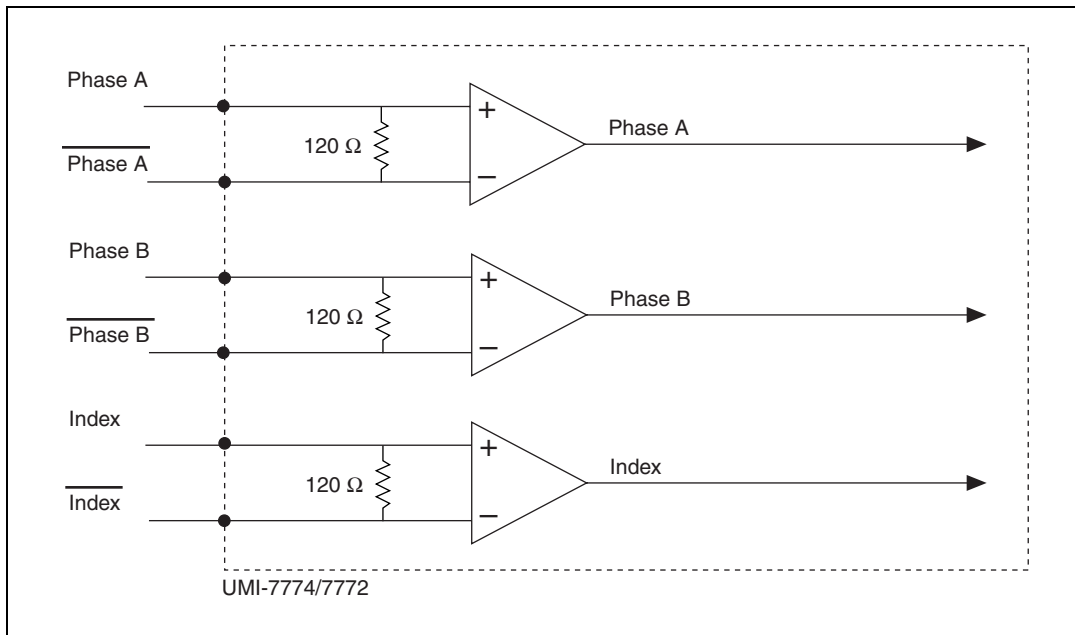 Phase A
Phase A
120 Ω
+
−
Phase A
Phase B
Phase B
120 Ω
+
−
Phase B
Index
Index
120 Ω
+
−
Index
UMI-7774/7772